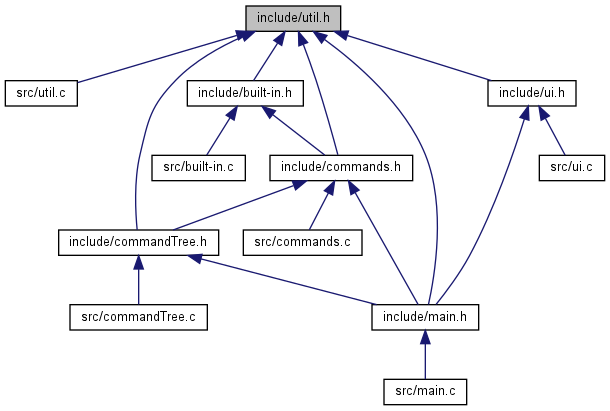 include/util.h
src/util.c
include/built-in.h
include/ui.h
src/built-in.c
include/commands.h
src/ui.c
include/commandTree.h
src/commands.c
src/commandTree.c
include/main.h
src/main.c